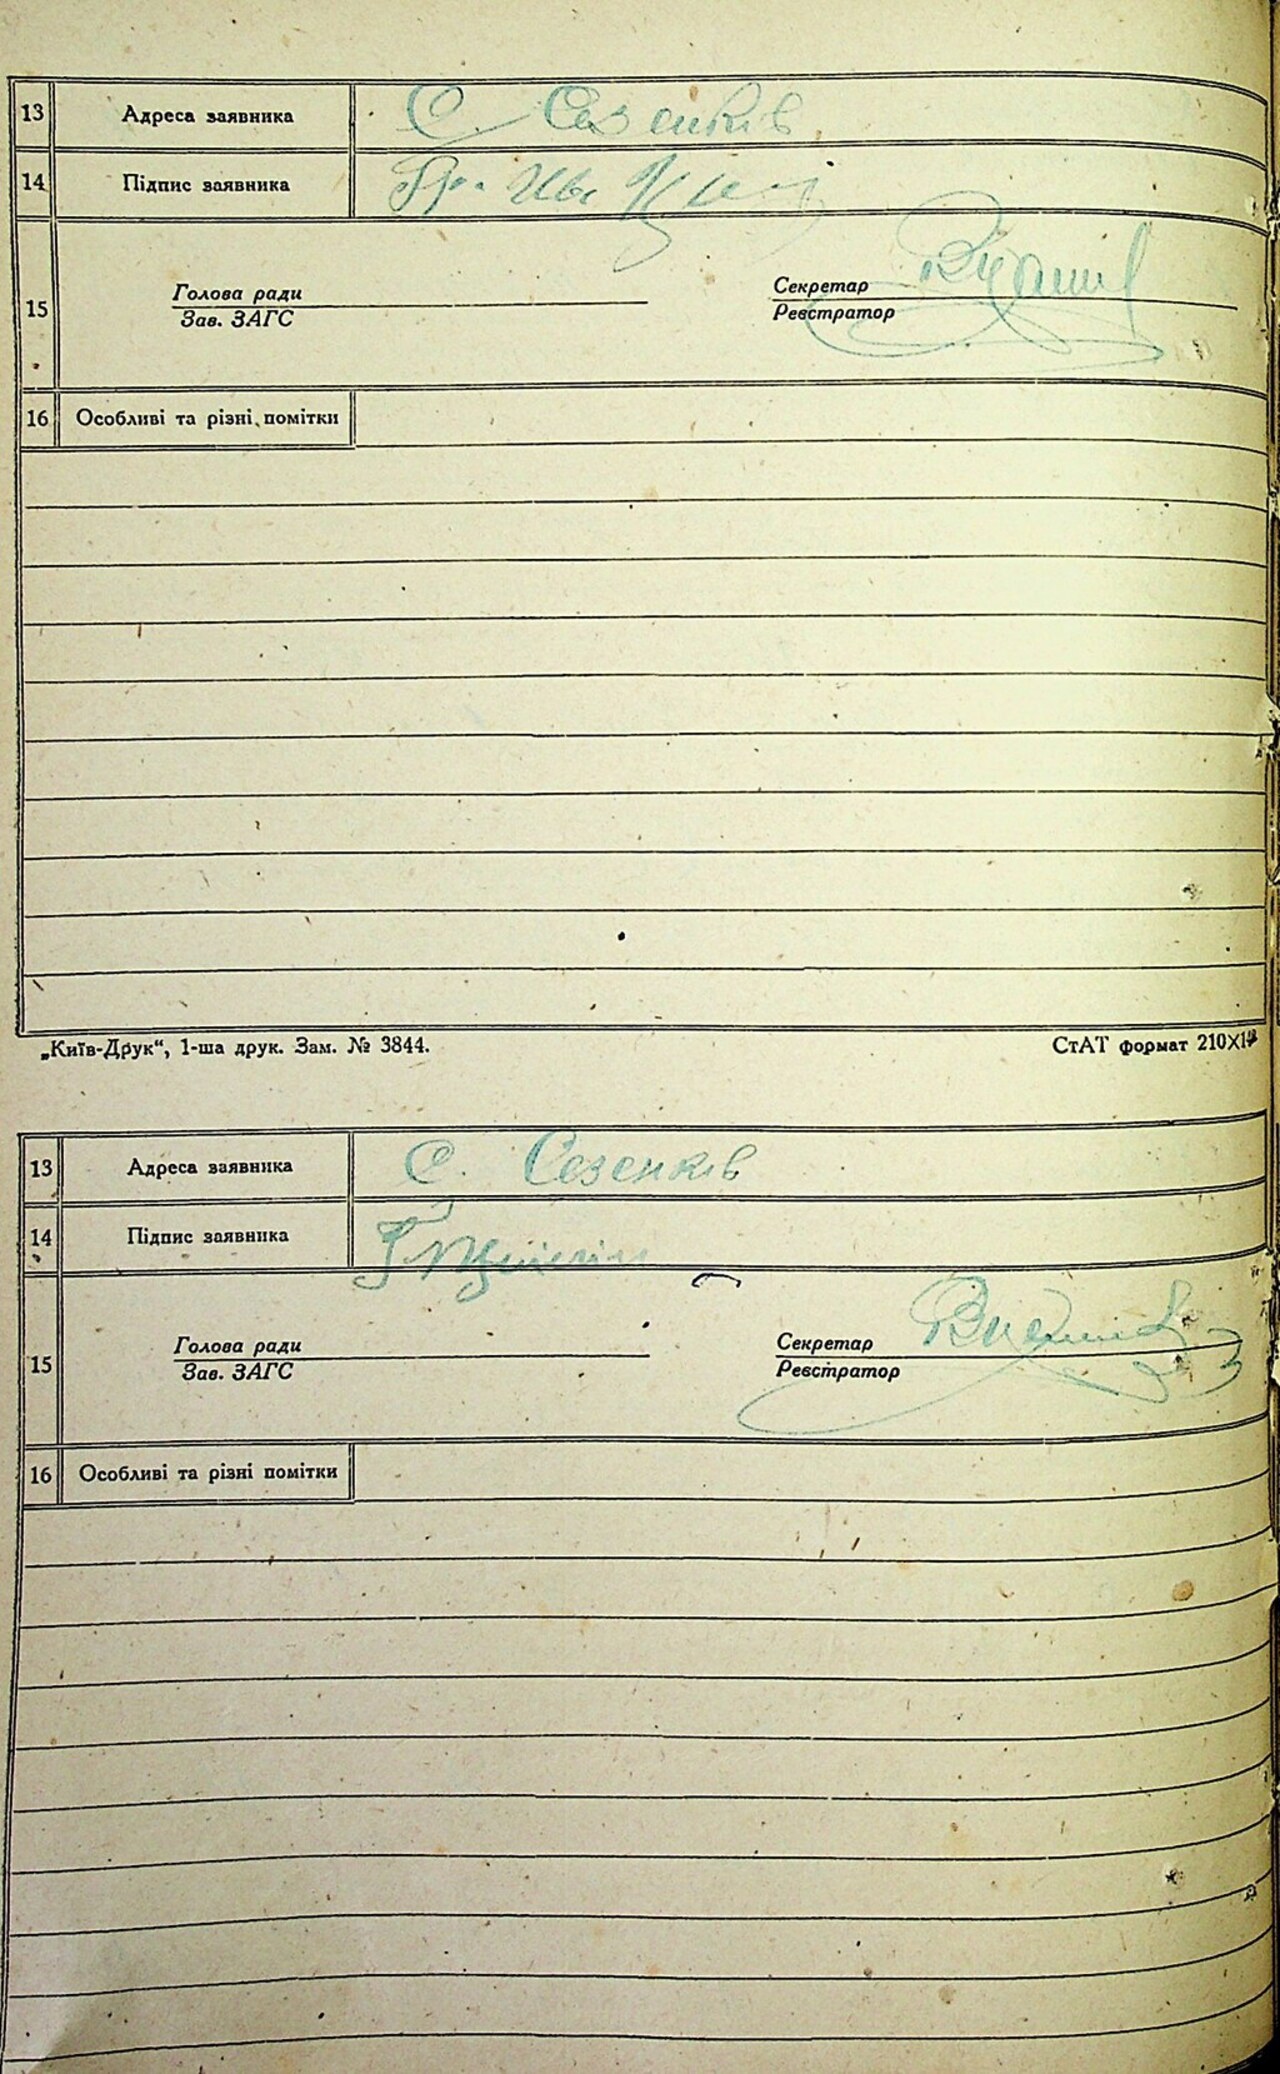 13 Адреса заявника С. Сезенків
14 Підпис заявника Гр.
15 Голова ради Секретар
Зав. ЗАГС Реєстратор
16 Особливі та різні помітки
„Київ-Друк“, 1-ша друк. Зам. № 3844. СтАТ формат
13 Адреса заявника С. Сезенків
14 Підпис заявника
15 Голова ради Секретар
Зав. ЗАГС Реєстратор
16 Особливі та різні помітки